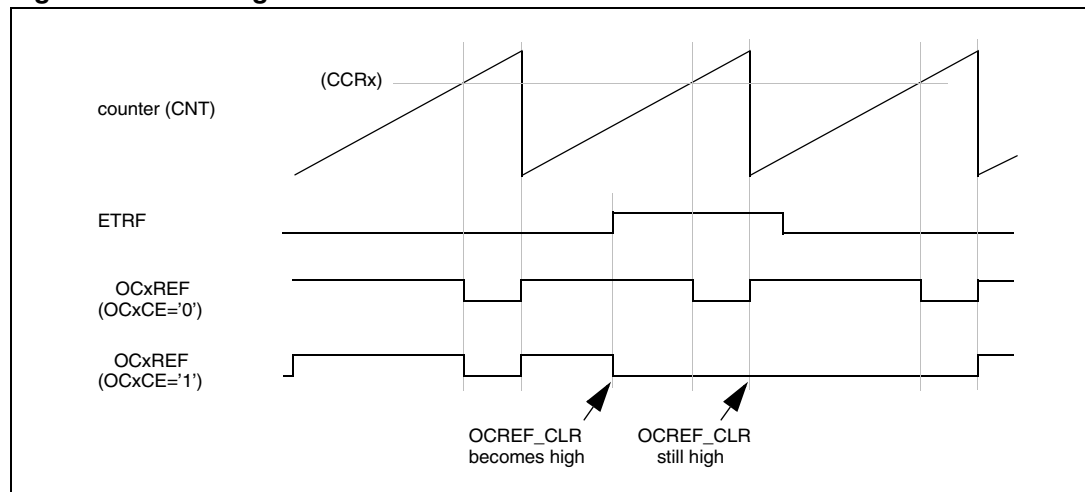 (CCRx)
counter (CNT)
ETRF
OCxREF
(OCxCE='0')
OCxREF
(OCxCE='1')
OCREF_CLR
becomes high
OCREF_CLR
still high